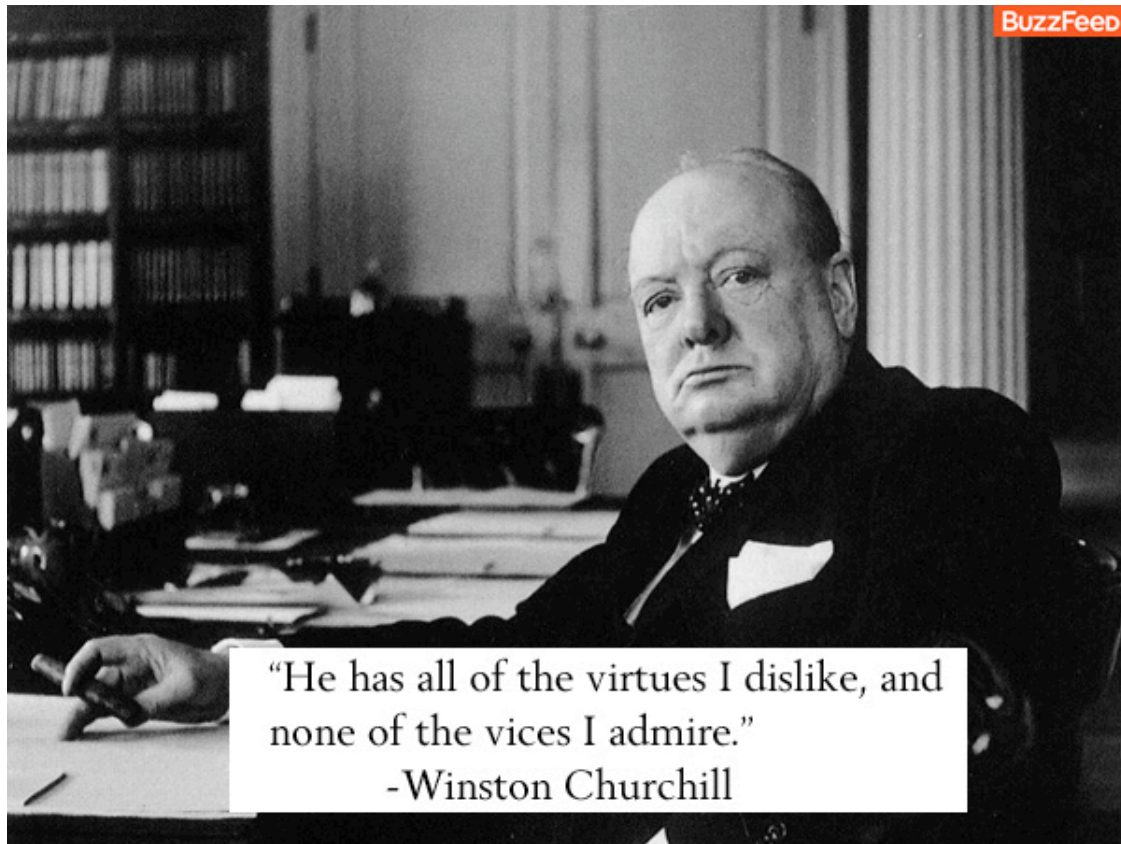 BuzzFeed
“He has all of the virtues I dislike, and
none of the vices I admire.”
-Winston Churchill